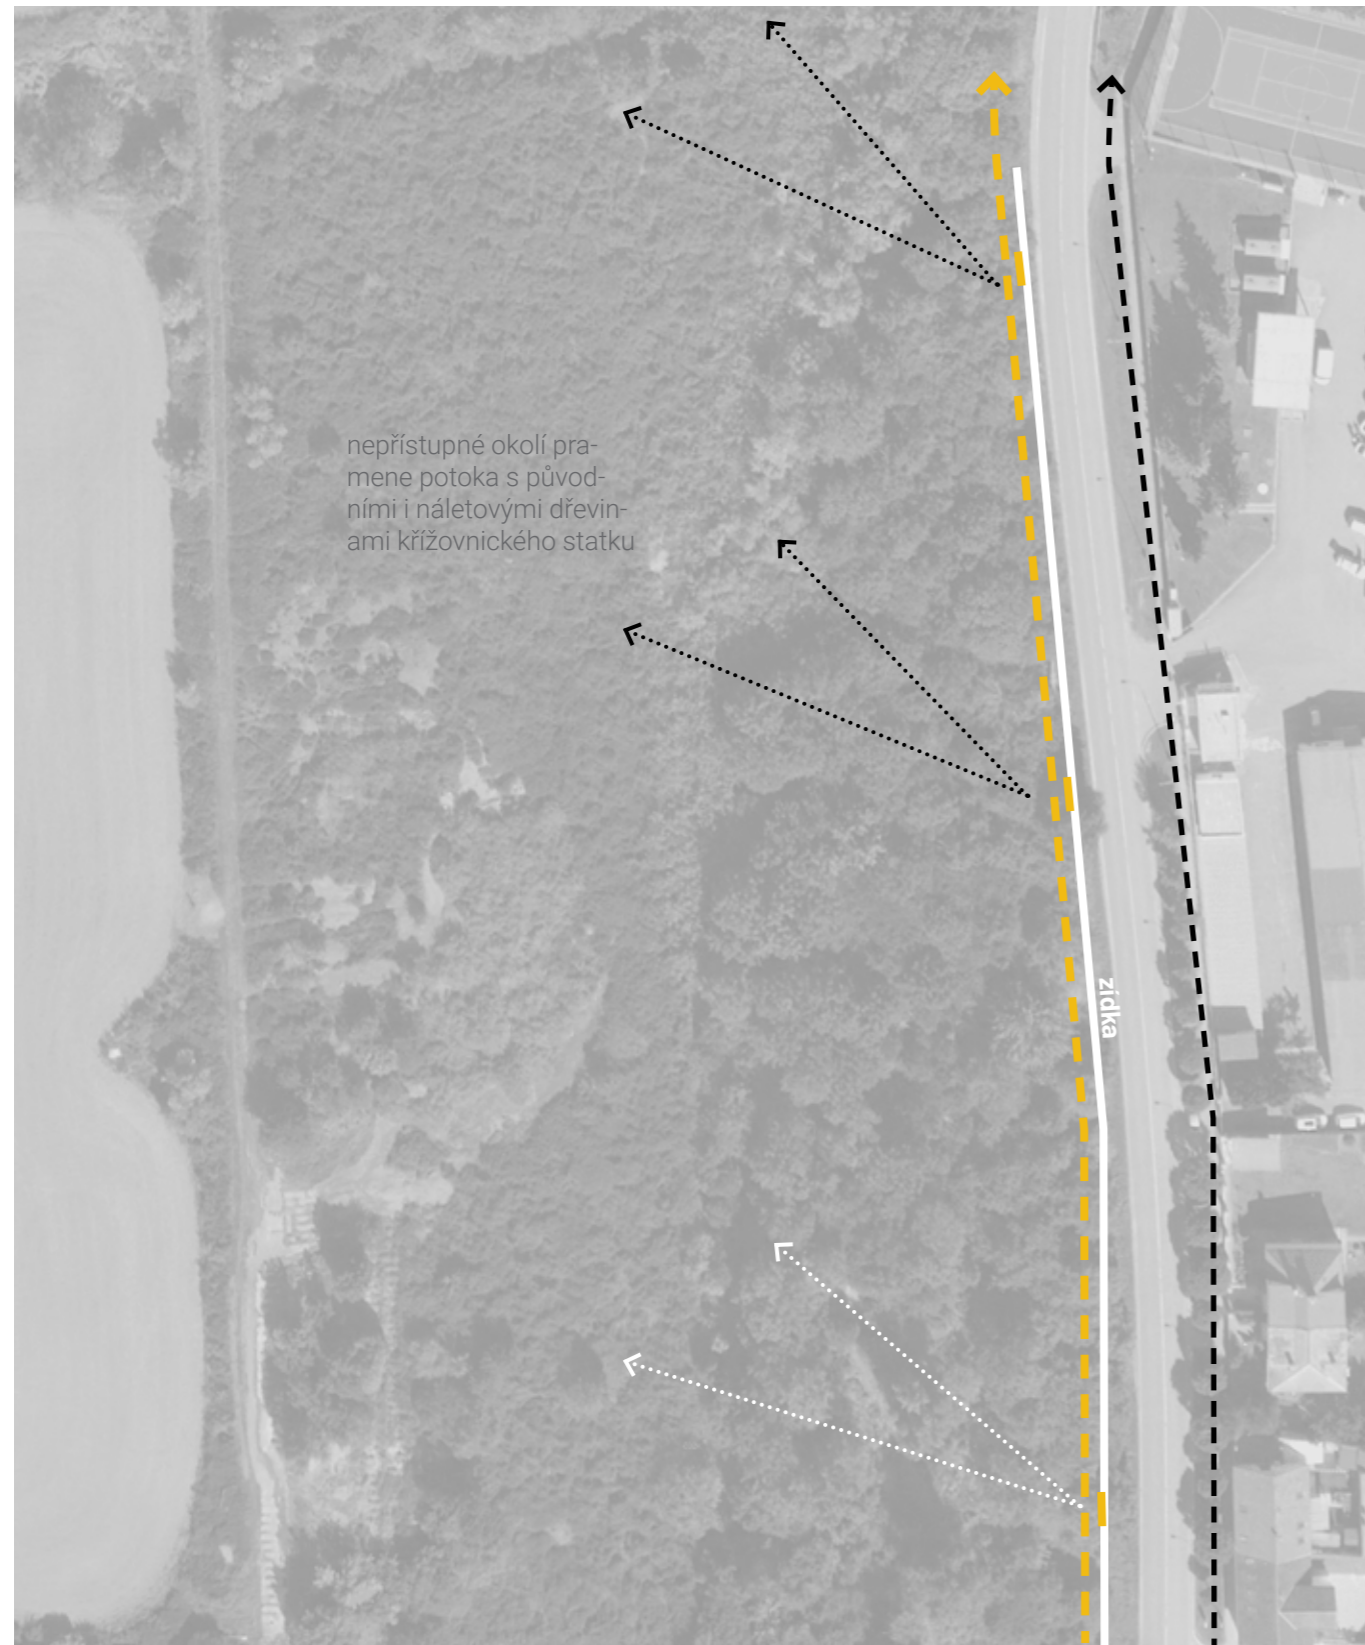 nepřístupné okolí pra-
mene potoka s původ-
ními i náletovými dřevin-
ami křížovnického statku
zídka